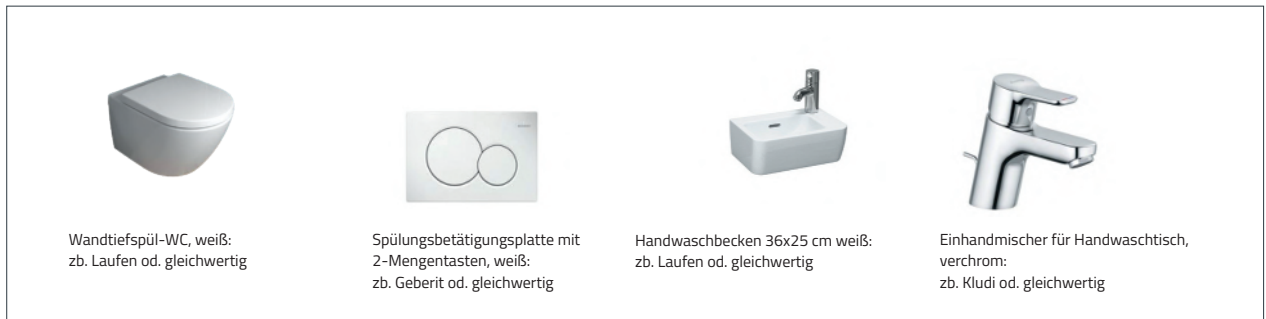 Wandtiefspül-WC, weiß:
zb. Laufen od. gleichwertig
Spülungsbetätigungsplatte mit
2-Mengentasten, weiß:
zb. Geberit od. gleichwertig
Handwaschbecken 36x25 cm weiß:
zb. Laufen od. gleichwertig
Einhandmischer für Handwaschtisch,
verchrom:
zb. Kludi od. gleichwertig